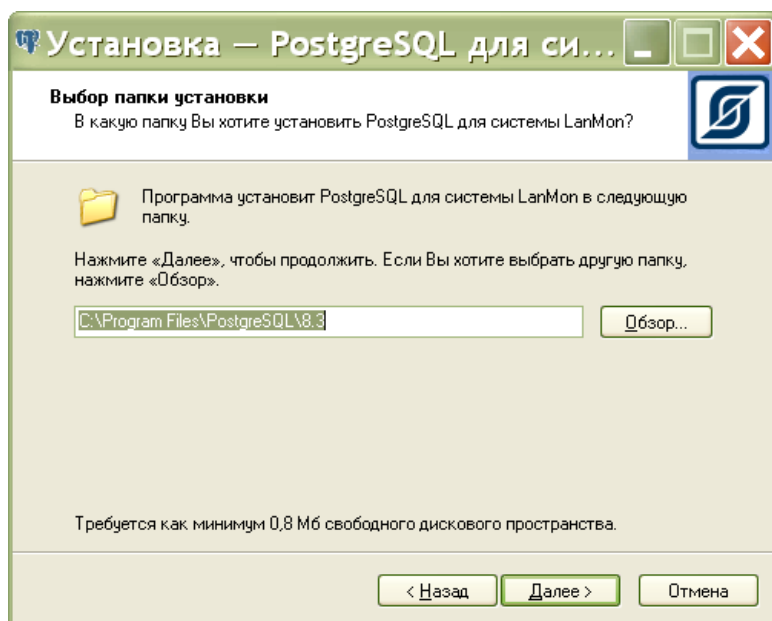 Установка — PostgreSQL для си...
Выбор папки установки
В какую папку Вы хотите установить PostgreSQL для системы LanMon?
Программа установит PostgreSQL для системы LanMon в следующую
папку.
Нажмите «Далее», чтобы продолжить. Если Вы хотите выбрать другую папку,
нажмите «Обзор».
C:\Program Files\PostgreSQL\8.3
Обзор...
Требуется как минимум 0,8 Мб свободного дискового пространства.
< Назад
Далее >
Отмена